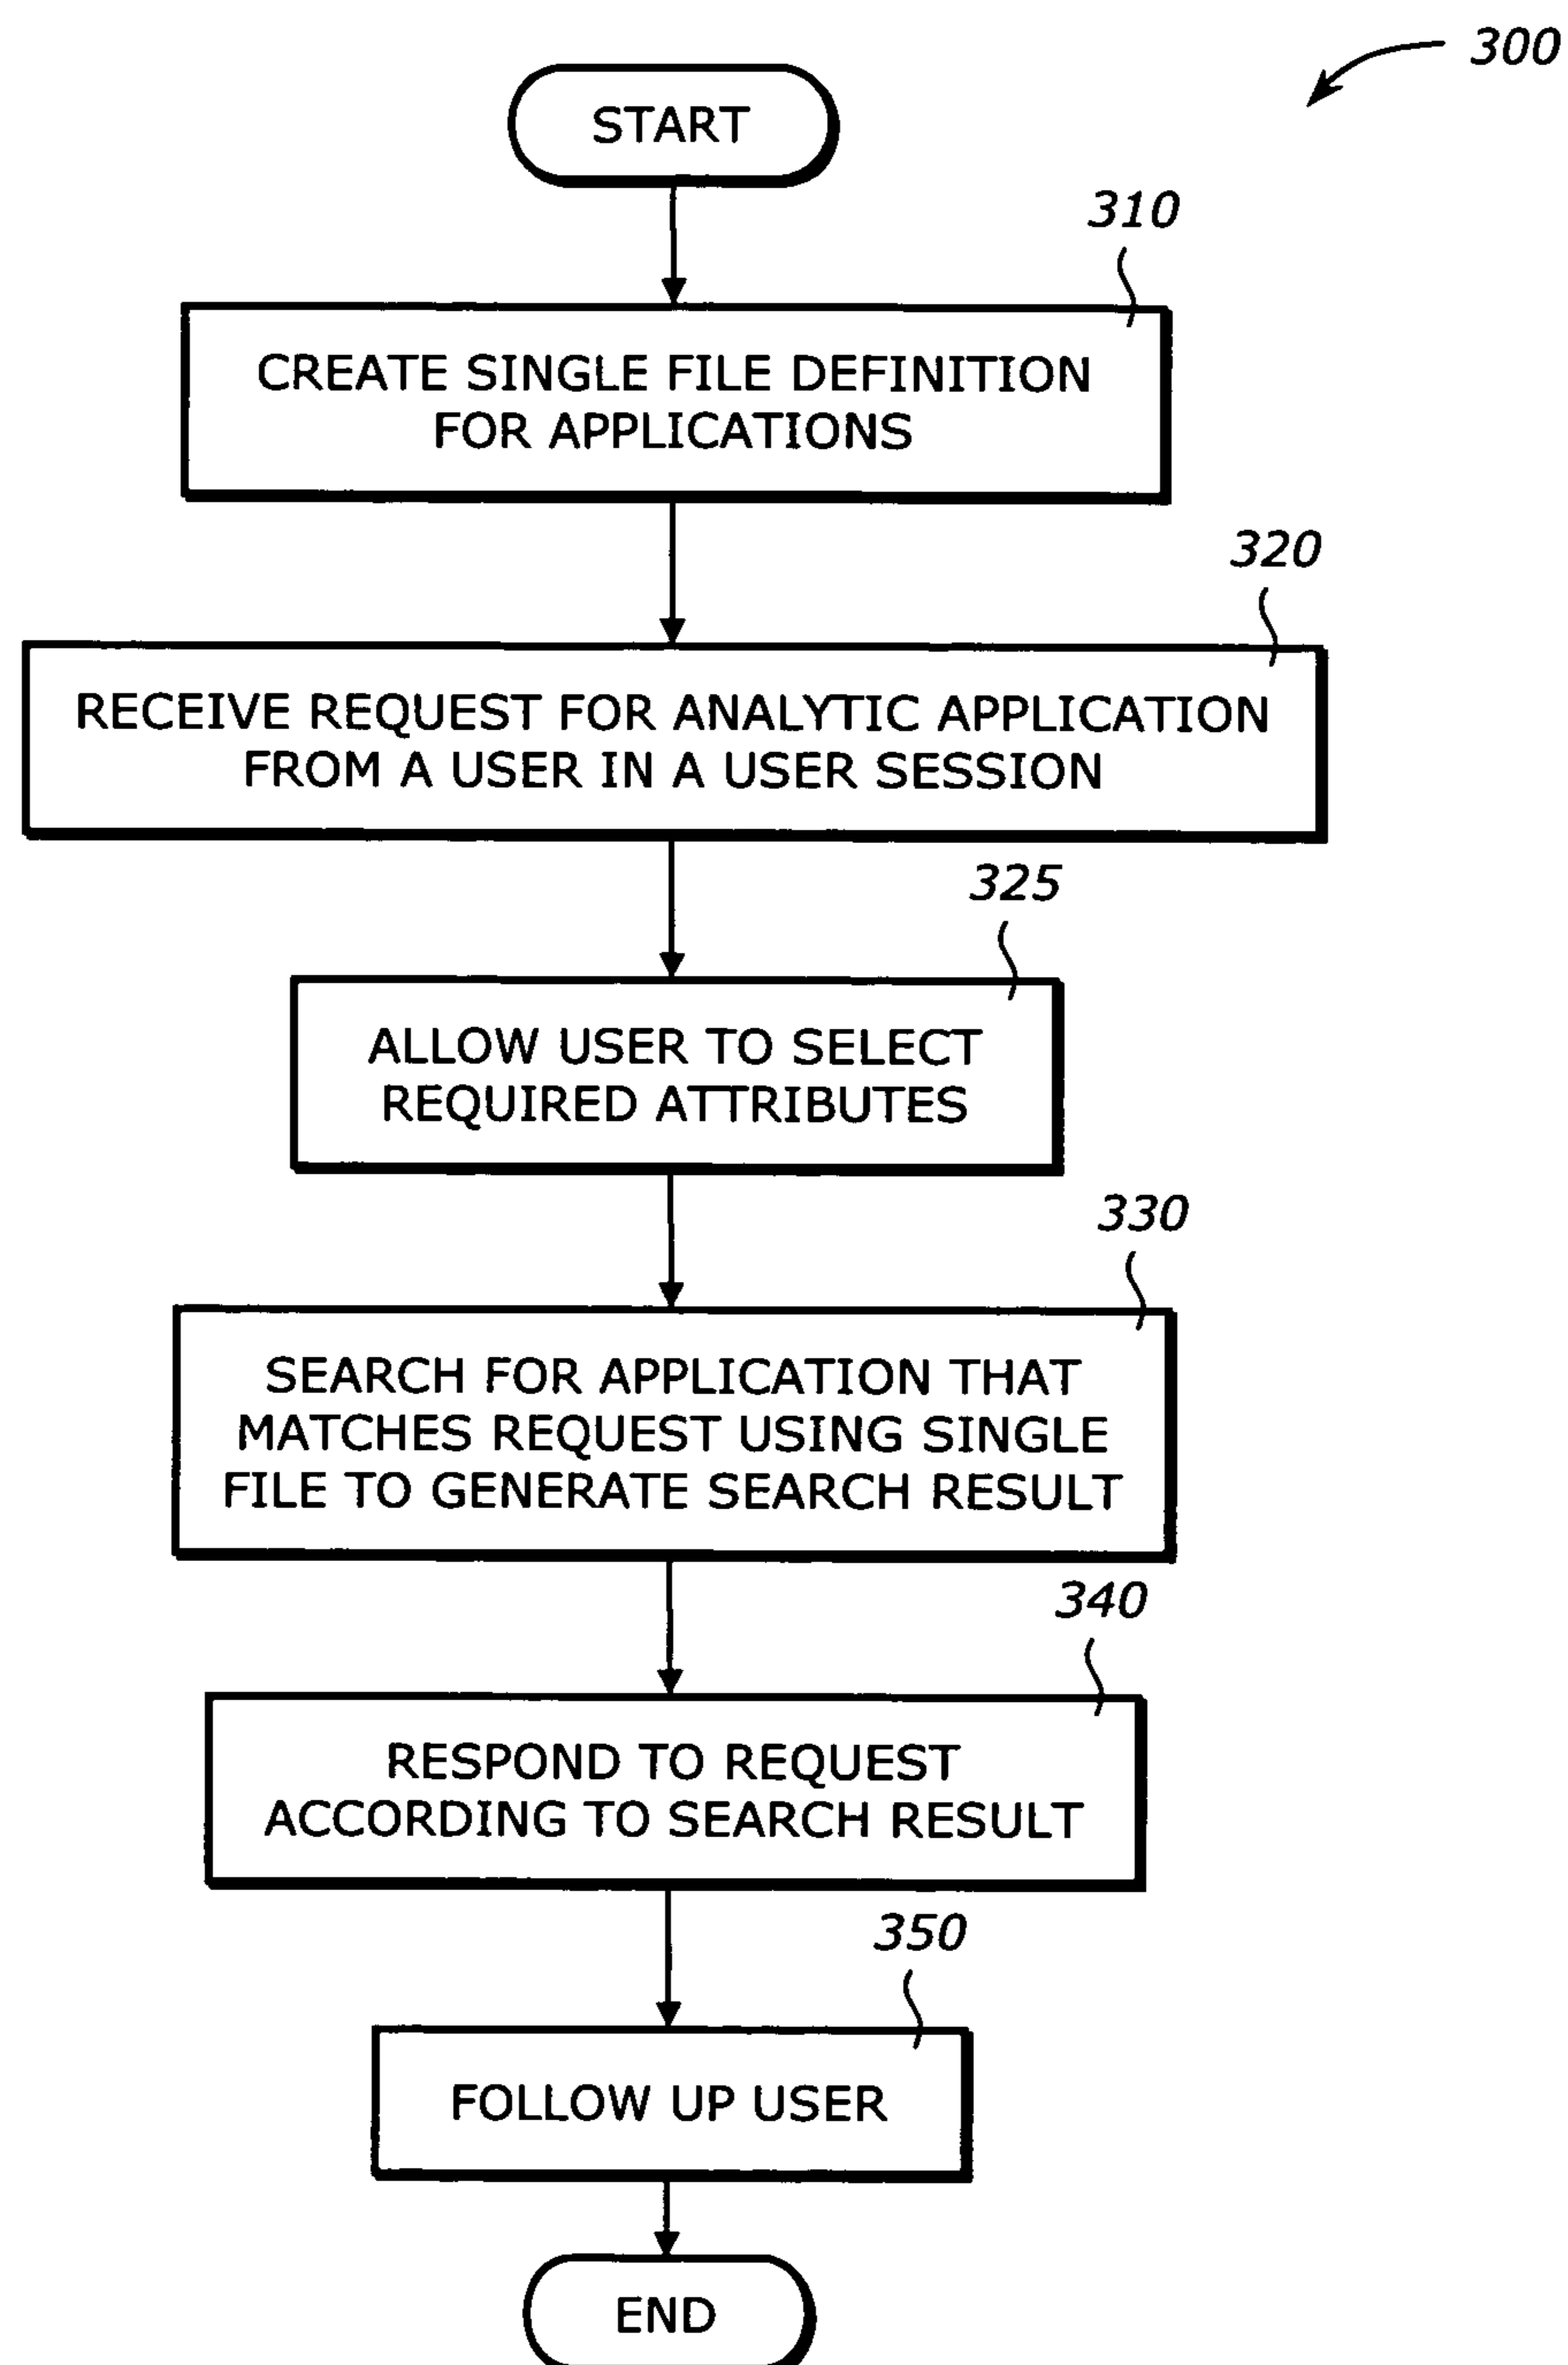 300
START
310
CREATE SINGLE FILE DEFINITION
FOR APPLICATIONS
320
RECEIVE REQUEST FOR ANALYTIC APPLICATION
FROM A USER IN A USER SESSION
325
ALLOW USER TO SELECT
REQUIRED ATTRIBUTES
330
SEARCH FOR APPLICATION THAT
MATCHES REQUEST USING SINGLE
FILE TO GENERATE SEARCH RESULT
340
RESPOND TO REQUEST
ACCORDING TO SEARCH RESULT
350
FOLLOW UP USER
END